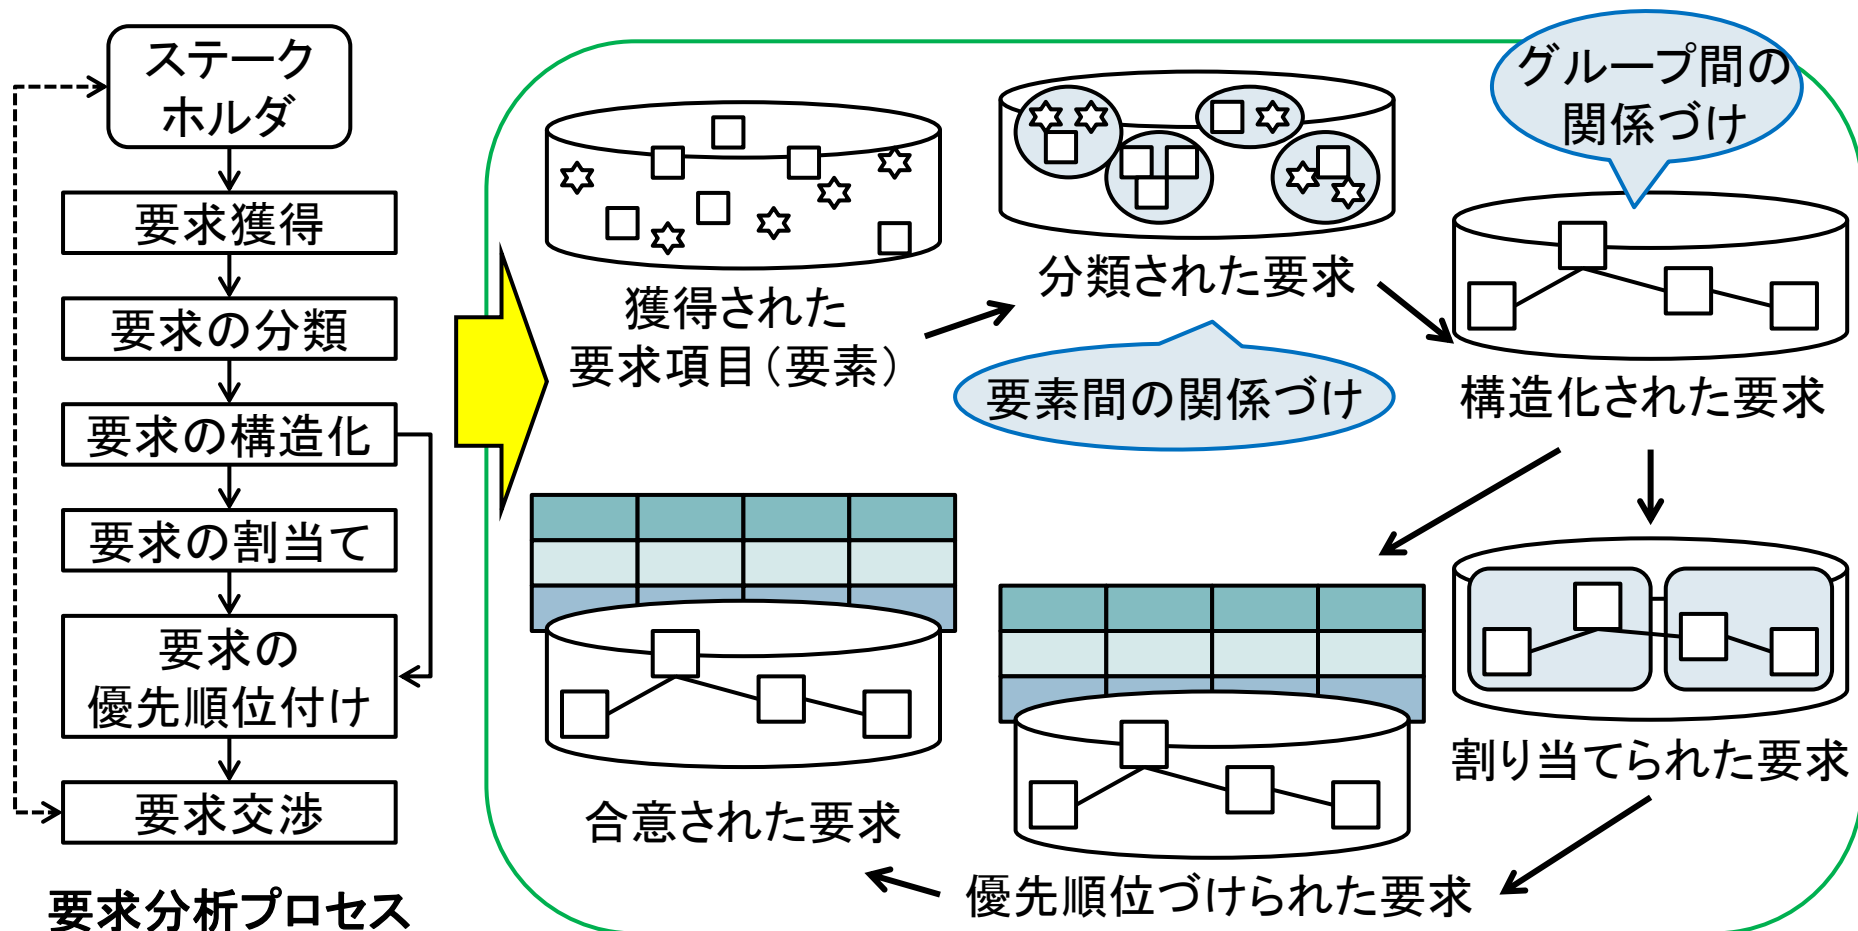 ステーク
ホルダ
要求獲得
要求の分類
要求の構造化
要求の割当て
要求の
優先順位付け
要求交渉
要求分析プロセス
獲得された
要求項目（要素）
分類された要求
要素間の関係づけ
グループ間の
関係づけ
構造化された要求
割り当てられた要求
優先順位づけられた要求
合意された要求